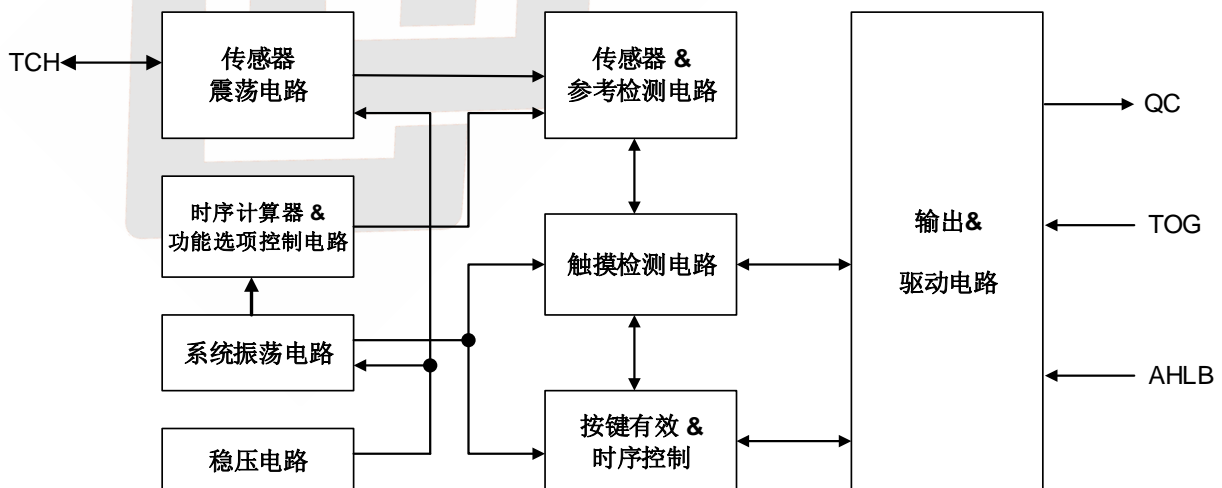 TCH
传感器
震荡电路
传感器 &
参考检测电路
QC
时序计算器 &
功能选项控制电路
输出&
驱动电路
TOG
触摸检测电路
系统振荡电路
AHLB
按键有效 &
时序控制
稳压电路